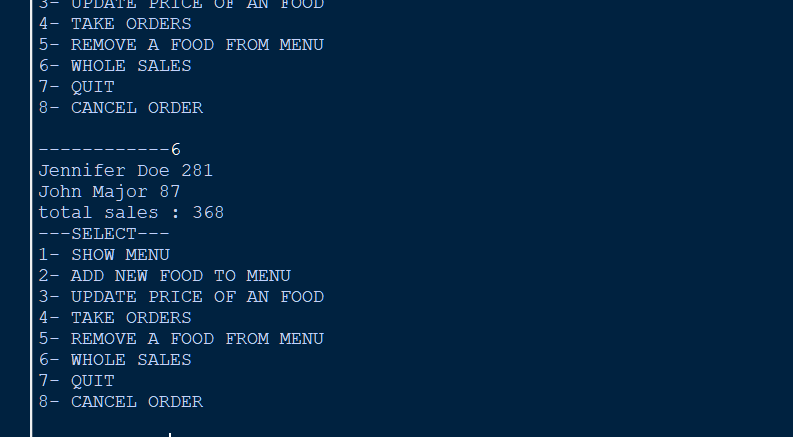 3- UPDATE PRICE OF AN FOOD
4- TAKE ORDERS
5- REMOVE A FOOD FROM MENU
6- WHOLE SALES
7- QUIT
8- CANCEL ORDER
------------6
Jennifer Doe 281
John Major 87
total sales : 368
---SELECT---
1- SHOW MENU
2- ADD NEW FOOD TO MENU
3- UPDATE PRICE OF AN FOOD
4- TAKE ORDERS
5- REMOVE A FOOD FROM MENU
6- WHOLE SALES
7- QUIT
8- CANCEL ORDER